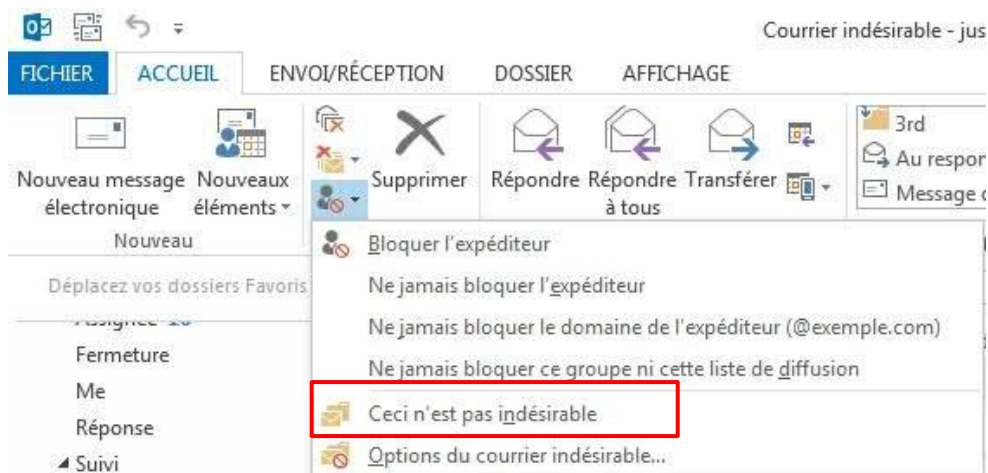 Courrier indésirable - jus
FICHIER ACCUEIL ENVOI/RÉCEPTION DOSSIER AFFICHAGE
Nouveau message électronique
Nouveaux éléments
Supprimer
Répondre
Répondre à tous
Transférer
3rd
Au respon
Message
Nouveau
Bloquer l'expéditeur
Ne jamais bloquer l'expéditeur
Ne jamais bloquer le domaine de l'expéditeur (@exemple.com)
Ne jamais bloquer ce groupe ni cette liste de diffusion
Ceci n'est pas indésirable
Options du courrier indésirable...
Déplacez vos dossiers Favoris
Fermeture
Me
Réponse
Suivi